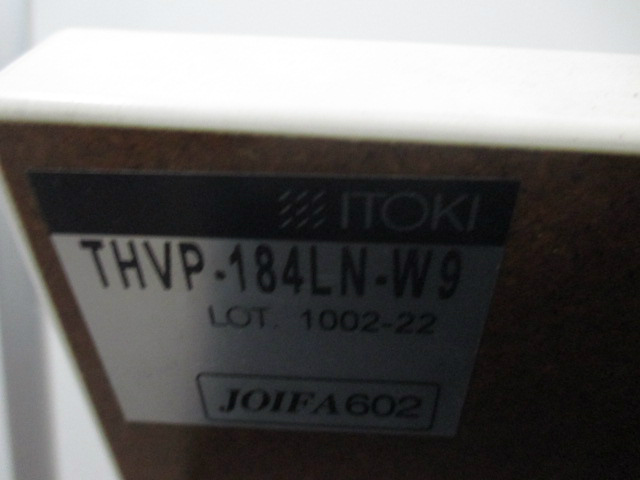 ITOKI
THVP-184LN-W9
LOT. 1002-22
JOIFA602